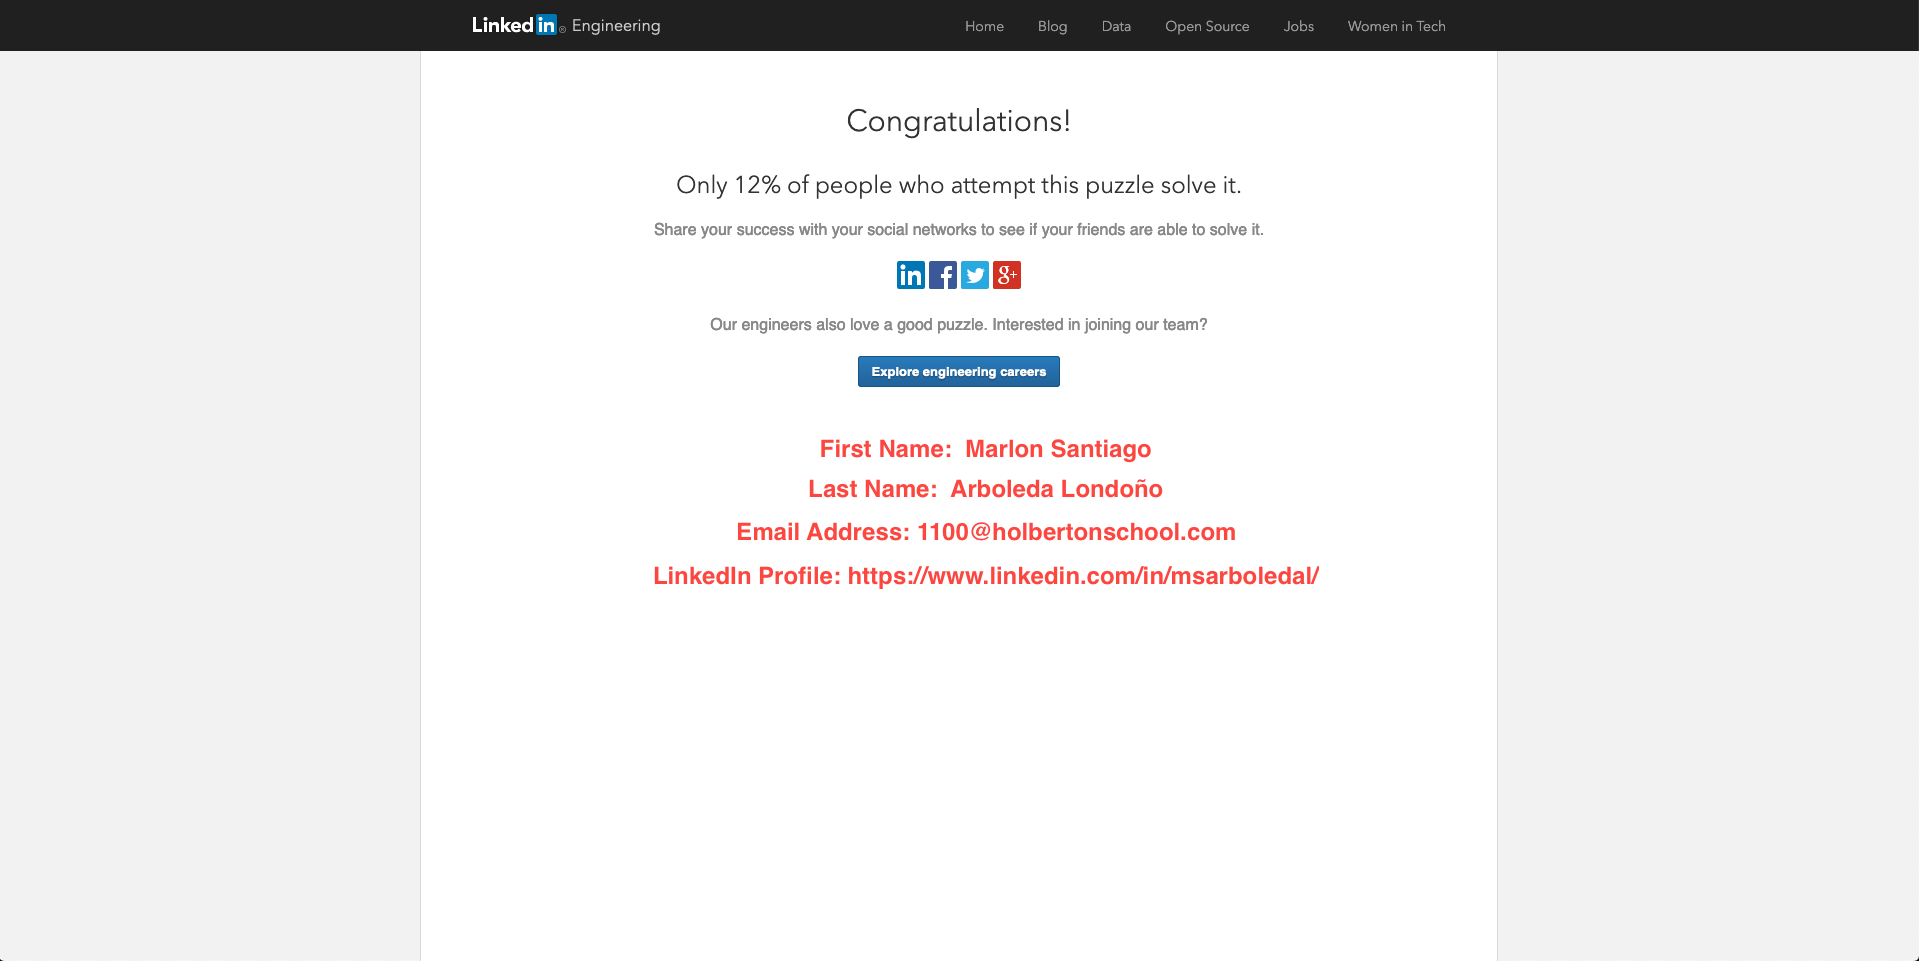 Linked in ® Engineering Home Blog Data Open Source Jobs Women in Tech
Congratulations!
Only 12% of people who attempt this puzzle solve it.
Share your success with your social networks to see if your friends are able to solve it.
in f g+
Our engineers also love a good puzzle. Interested in joining our team?
Explore engineering careers
First Name: Marlon Santiago
Last Name: Arboleda Londoño
Email Address: 1100@holbertonschool.com
LinkedIn Profile: https://www.linkedin.com/in/msarboledal/